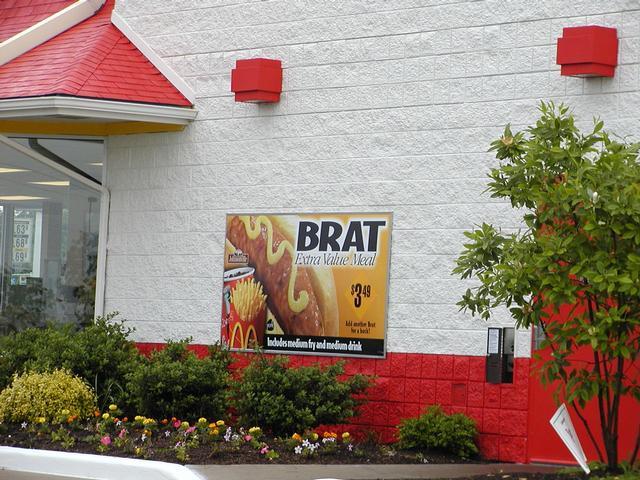 BRAT
Extra Value Meal
$3.49
Add another Brat
for a buck!
Includes medium fry and medium drink